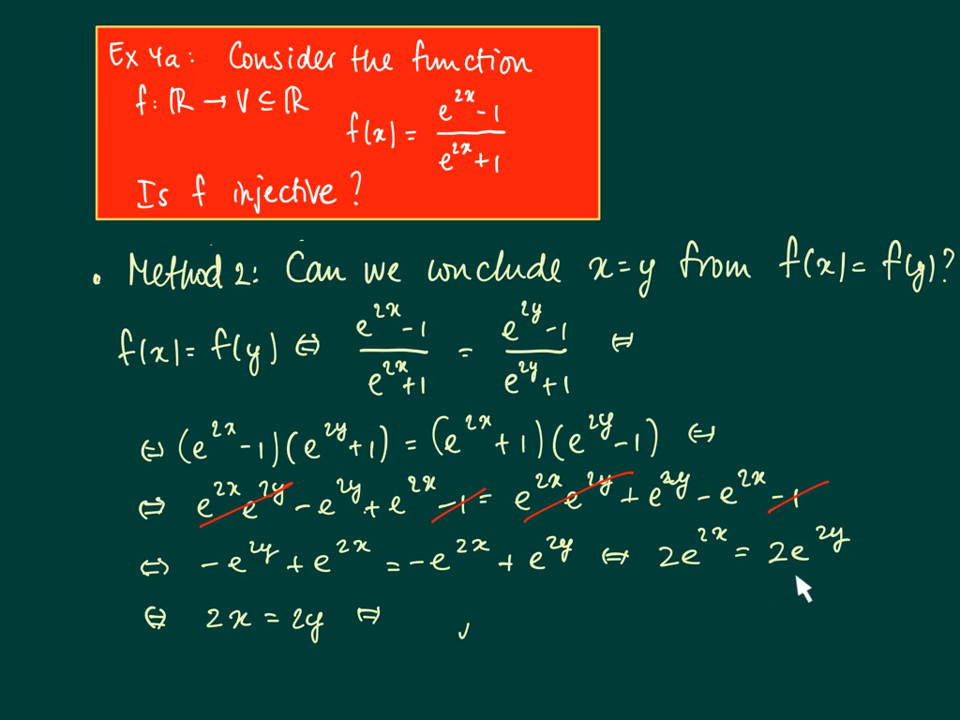 Ex 4a: Consider the function
f: ℝ → V ⊆ ℝ
f(x) = (e^{2x} - 1)/(e^{2x} + 1)
Is f injective?
• Method 2: Can we conclude x = y from f(x) = f(y)?
f(x) = f(y) ⇔ (e^{2x} - 1)/(e^{2x} + 1) = (e^{2y} - 1)/(e^{2y} + 1) ⇔
⇔ (e^{2x} - 1)(e^{2y} + 1) = (e^{2x} + 1)(e^{2y} - 1) ⇔
⇔ e^{2x} e^{2y} - e^{2y} + e^{2x} - 1 = e^{2x} e^{2y} + e^{2y} - e^{2x} - 1
⇔ -e^{2y} + e^{2x} = -e^{2x} + e^{2y} ⇔ 2e^{2x} = 2e^{2y}
⇔ 2x = 2y ⇔